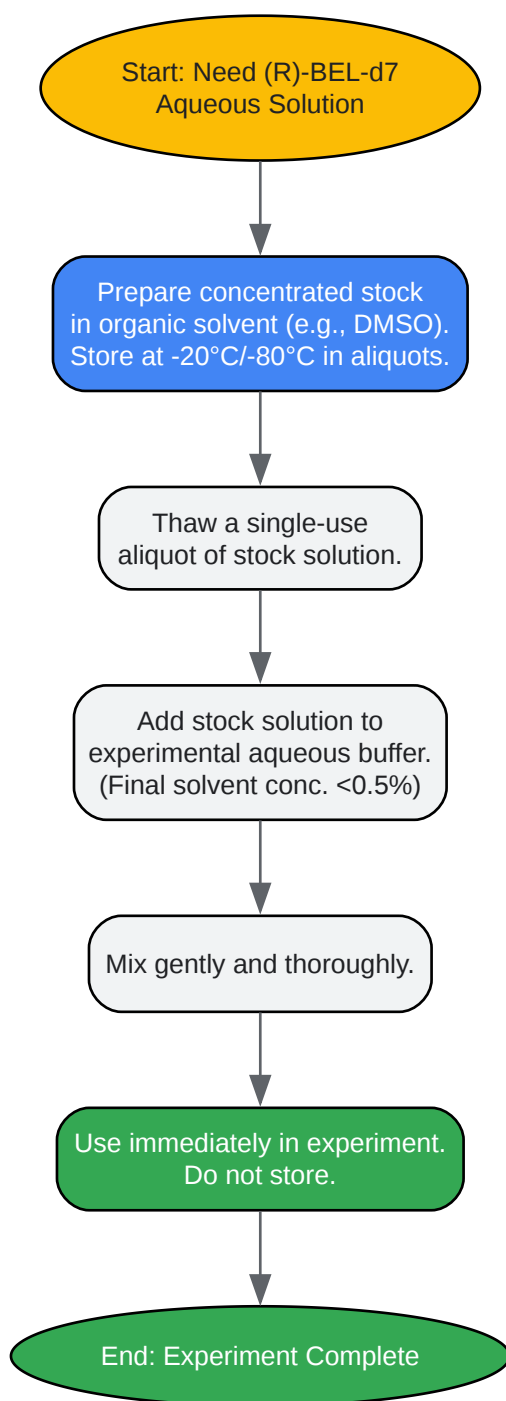 Start: Need (R)-BEL-d7
Aqueous Solution
Prepare concentrated stock
in organic solvent (e.g., DMSO).
Store at -20°C/-80°C in aliquots.
Thaw a single-use
aliquot of stock solution.
Add stock solution to
experimental aqueous buffer.
(Final solvent conc. <0.5%)
Mix gently and thoroughly.
Use immediately in experiment.
Do not store.
End: Experiment Complete